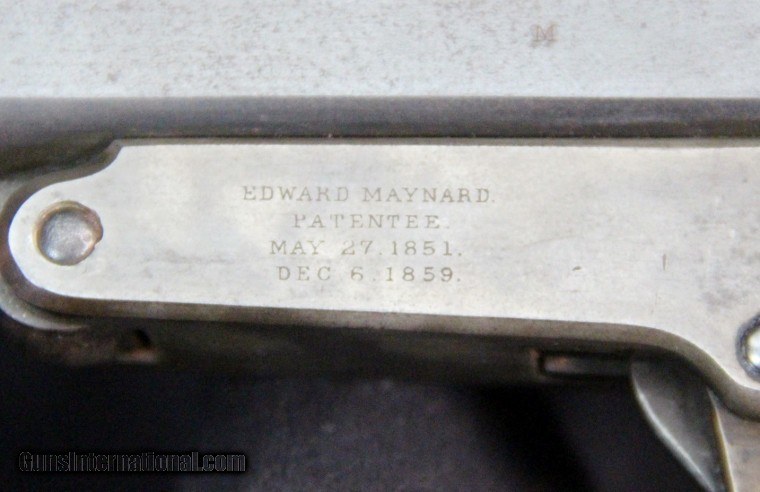 M
EDWARD MAYNARD.
PATENTEE.
MAY 27.1851.
DEC 6.1859.
GunsInternational.com